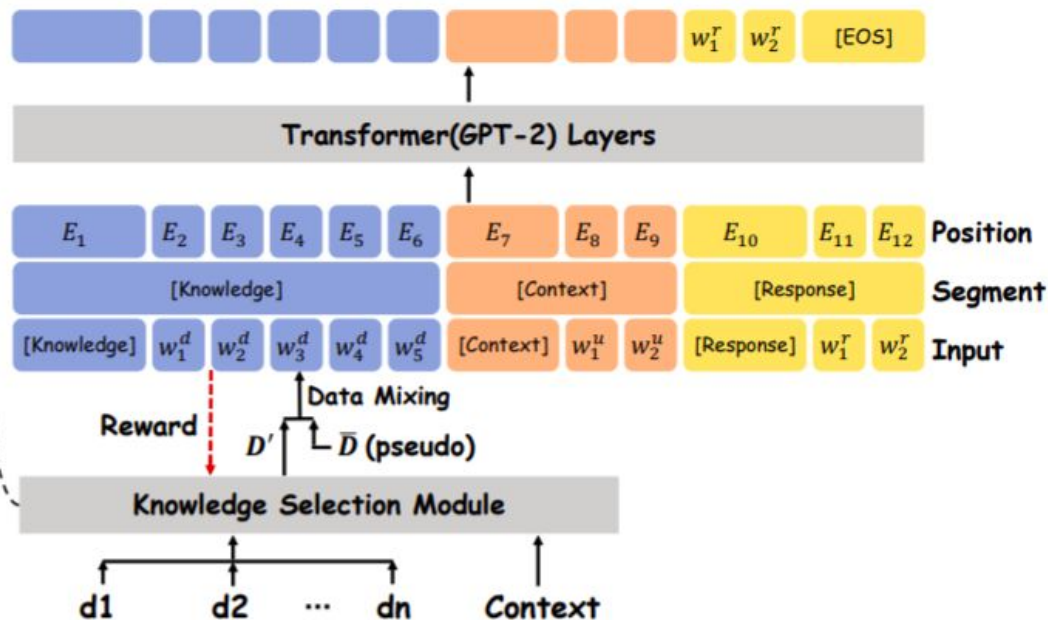 w_1^r w_2^r [EOS]
Transformer(GPT-2) Layers
E_1 E_2 E_3 E_4 E_5 E_6 E_7 E_8 E_9 E_10 E_11 E_12 Position
[Knowledge] [Context] [Response] Segment
[Knowledge] w_1^d w_2^d w_3^d w_4^d w_5^d [Context] w_1^u w_2^u [Response] w_1^r w_2^r Input
Data Mixing
Reward
D′ D̅ (pseudo)
Knowledge Selection Module
d1 d2 ⋯ dn Context